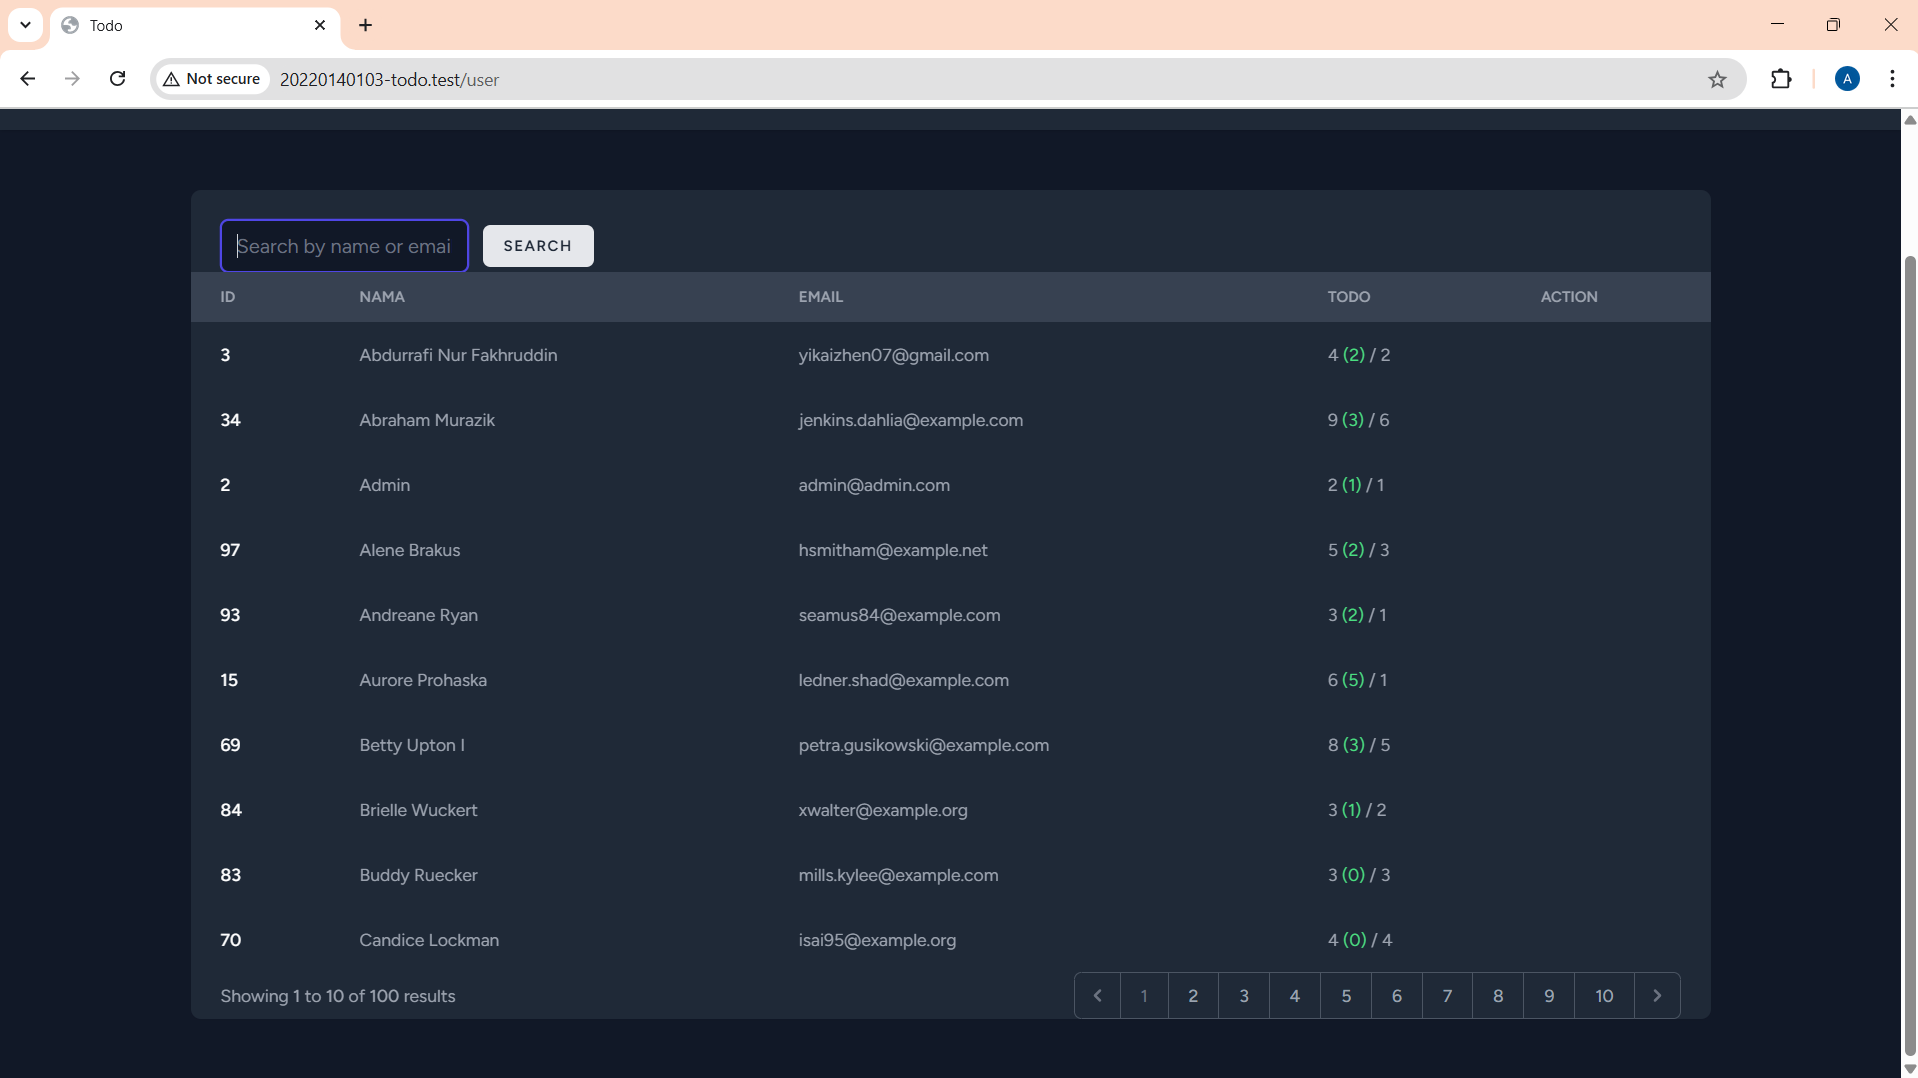 Todo
Not secure 20220140103-todo.test/user A
Search by name or emai SEARCH
ID NAMA EMAIL TODO ACTION
3 Abdurrafi Nur Fakhruddin yikaizhen07@gmail.com 4 (2) / 2
34 Abraham Murazik jenkins.dahlia@example.com 9 (3) / 6
2 Admin admin@admin.com 2 (1) / 1
97 Alene Brakus hsmitham@example.net 5 (2) / 3
93 Andreane Ryan seamus84@example.com 3 (2) / 1
15 Aurore Prohaska ledner.shad@example.com 6 (5) / 1
69 Betty Upton I petra.gusikowski@example.com 8 (3) / 5
84 Brielle Wuckert xwalter@example.org 3 (1) / 2
83 Buddy Ruecker mills.kylee@example.com 3 (0) / 3
70 Candice Lockman isai95@example.org 4 (0) / 4
Showing 1 to 10 of 100 results 1 2 3 4 5 6 7 8 9 10